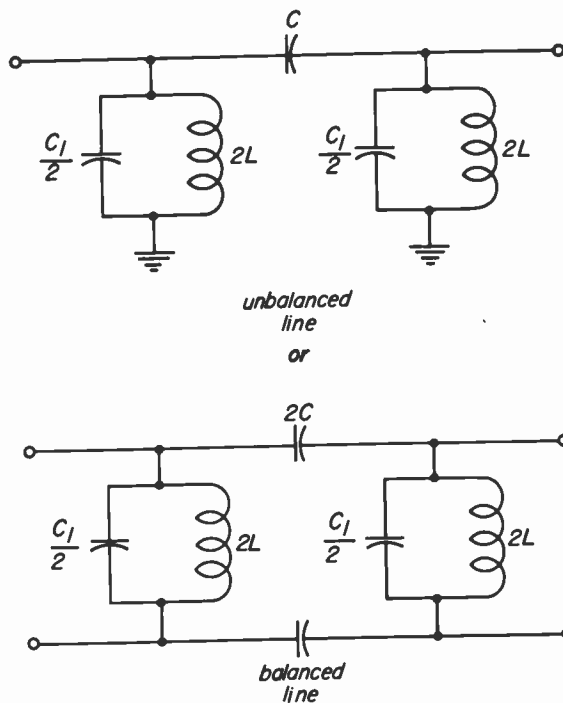 C
C1/2
2L
C1/2
2L
unbalanced
line
or
2C
C1/2
2L
C1/2
2L
balanced
line